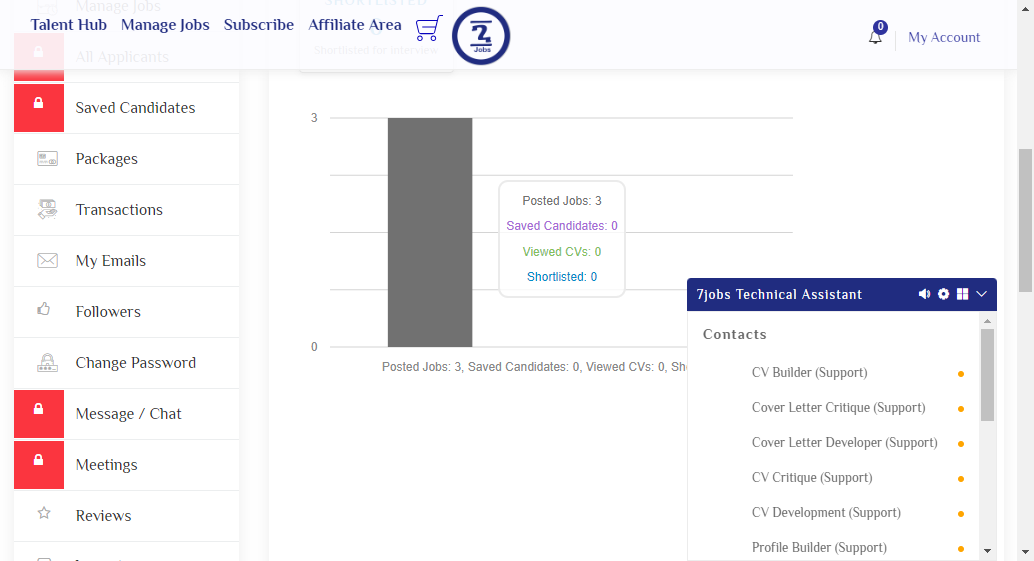 Talent Hub
Manage Jobs
Subscribe
Affiliate Area
7
Jobs
0
My Account
Manage Jobs
All Applicants
Saved Candidates
Packages
Transactions
My Emails
Followers
Change Password
Message / Chat
Meetings
Reviews
SHORTLISTED
Shortlisted for interview
3
0
Posted Jobs: 3
Saved Candidates: 0
Viewed CVs: 0
Shortlisted: 0
Posted Jobs: 3, Saved Candidates: 0, Viewed CVs: 0, Sh
7jobs Technical Assistant
Contacts
CV Builder (Support)
Cover Letter Critique (Support)
Cover Letter Developer (Support)
CV Critique (Support)
CV Development (Support)
Profile Builder (Support)